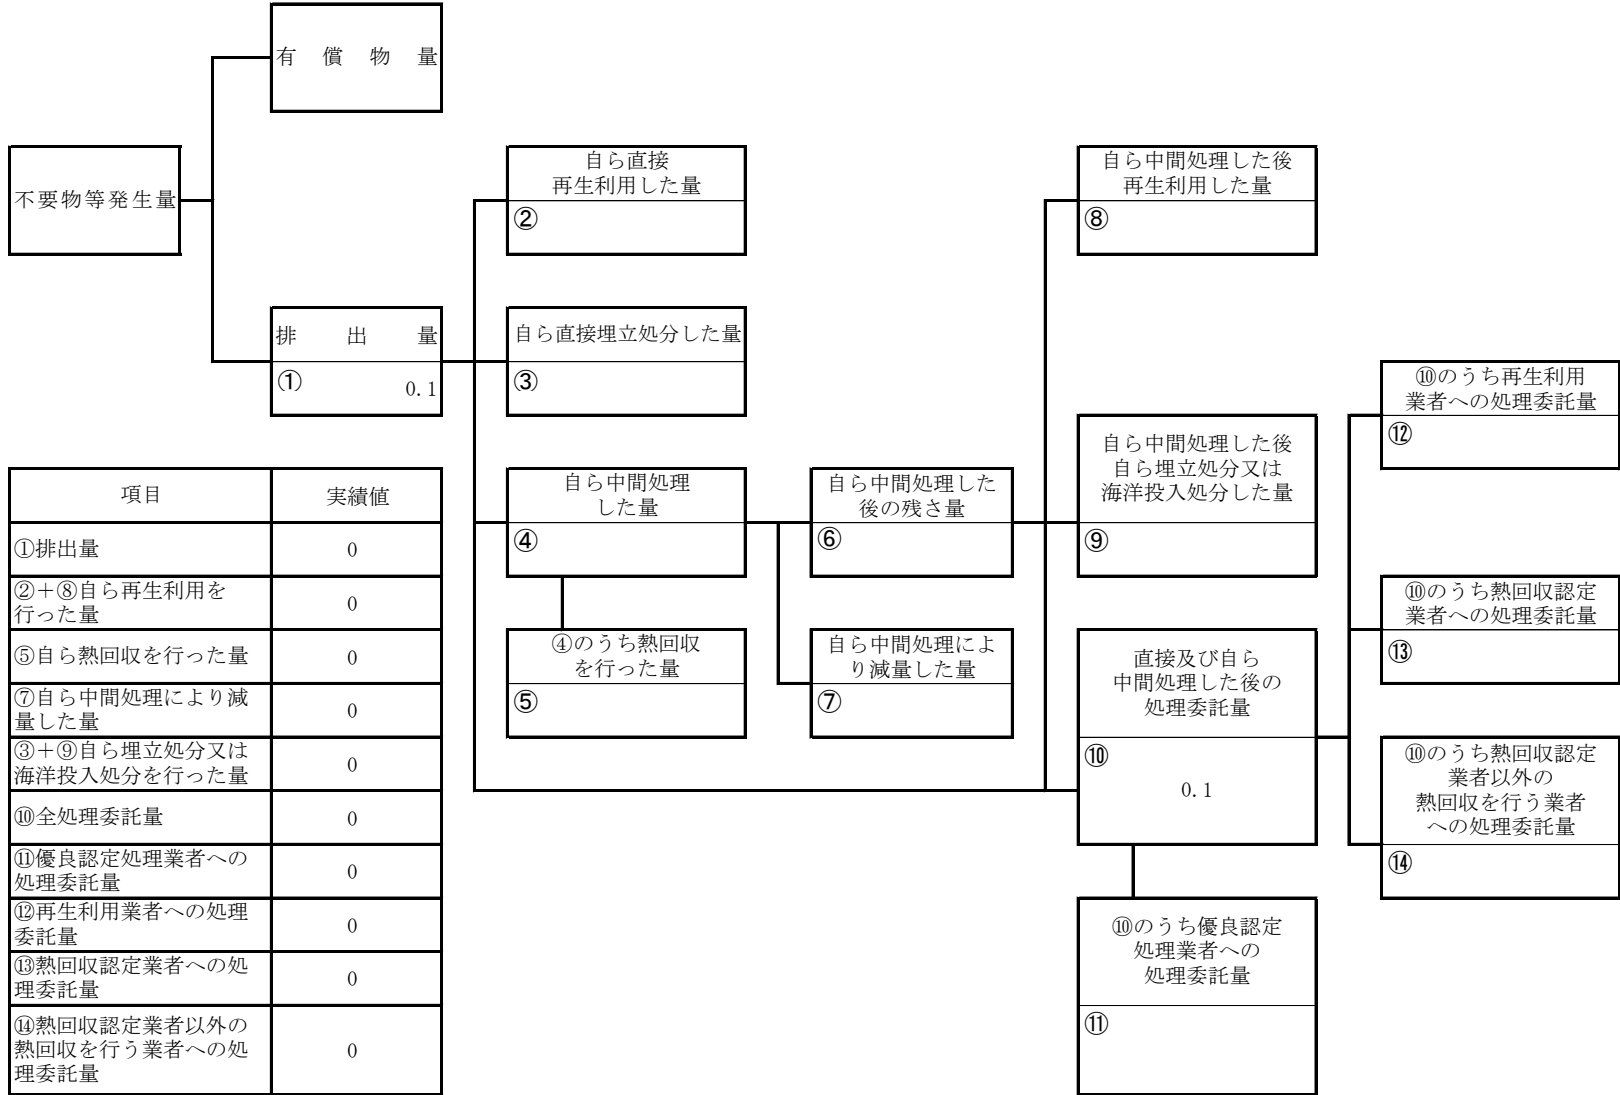 有償物量
不要物等発生量
排出量
① 0.1
自ら直接
再生利用した量
②
自ら直接埋立処分した量
③
自ら中間処理
した量
④
④のうち熱回収
を行った量
⑤
自ら中間処理した
後の残さ量
⑥
自ら中間処理によ
り減量した量
⑦
自ら中間処理した後
再生利用した量
⑧
自ら中間処理した後
自ら埋立処分又は
海洋投入処分した量
⑨
直接及び自ら
中間処理した後の
処理委託量
⑩
0.1
⑩のうち優良認定
処理業者への
処理委託量
⑪
⑩のうち再生利用
業者への処理委託量
⑫
⑩のうち熱回収認定
業者への処理委託量
⑬
⑩のうち熱回収認定
業者以外の
熱回収を行う業者
への処理委託量
⑭
項目 実績値
①排出量 0
②+⑧自ら再生利用を
行った量 0
⑤自ら熱回収を行った量 0
⑦自ら中間処理により減
量した量 0
③+⑨自ら埋立処分又は
海洋投入処分を行った量 0
⑩全処理委託量 0
⑪優良認定処理業者への
処理委託量 0
⑫再生利用業者への処理
委託量 0
⑬熱回収認定業者への処
理委託量 0
⑭熱回収認定業者以外の
熱回収を行う業者への処
理委託量 0